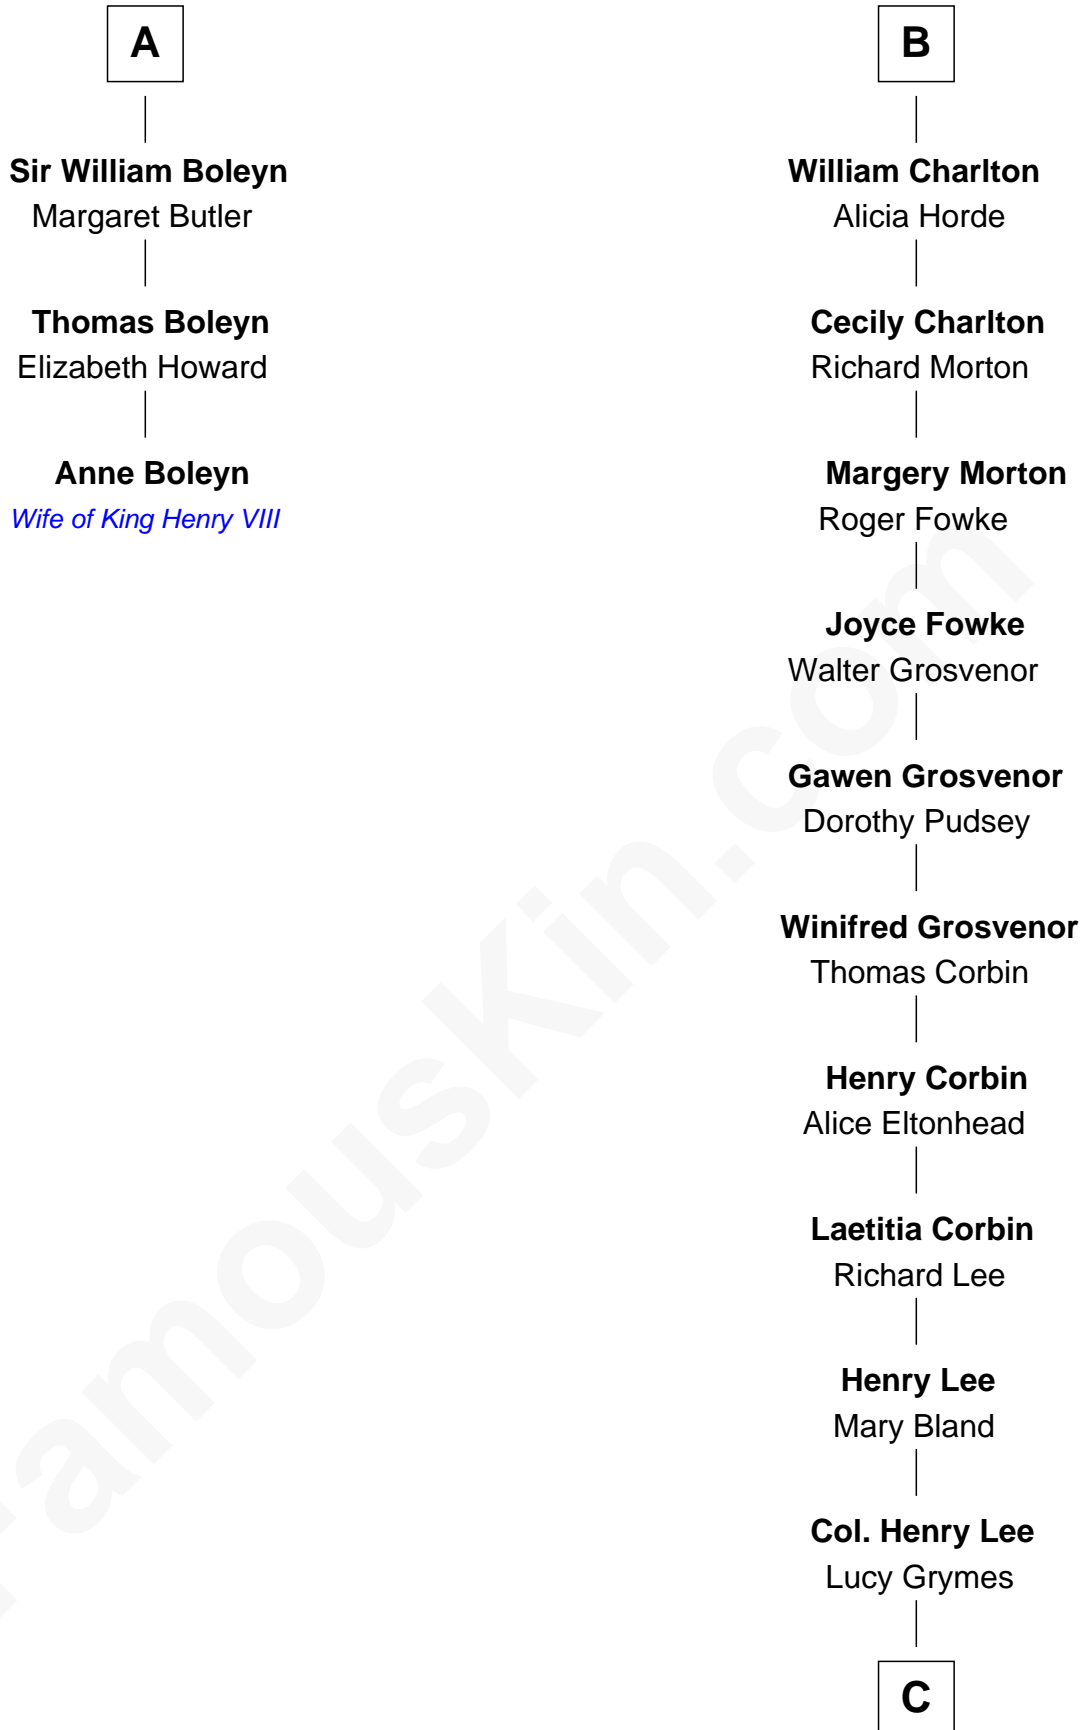 A
Sir William Boleyn
Margaret Butler
Thomas Boleyn
Elizabeth Howard
Anne Boleyn
Wife of King Henry VIII
B
William Charlton
Alicia Horde
Cecily Charlton
Richard Morton
Margery Morton
Roger Fowke
Joyce Fowke
Walter Grosvenor
Gawen Grosvenor
Dorothy Pudsey
Winifred Grosvenor
Thomas Corbin
Henry Corbin
Alice Eltonhead
Laetitia Corbin
Richard Lee
Henry Lee
Mary Bland
Col. Henry Lee
Lucy Grymes
C
FamousKin.com